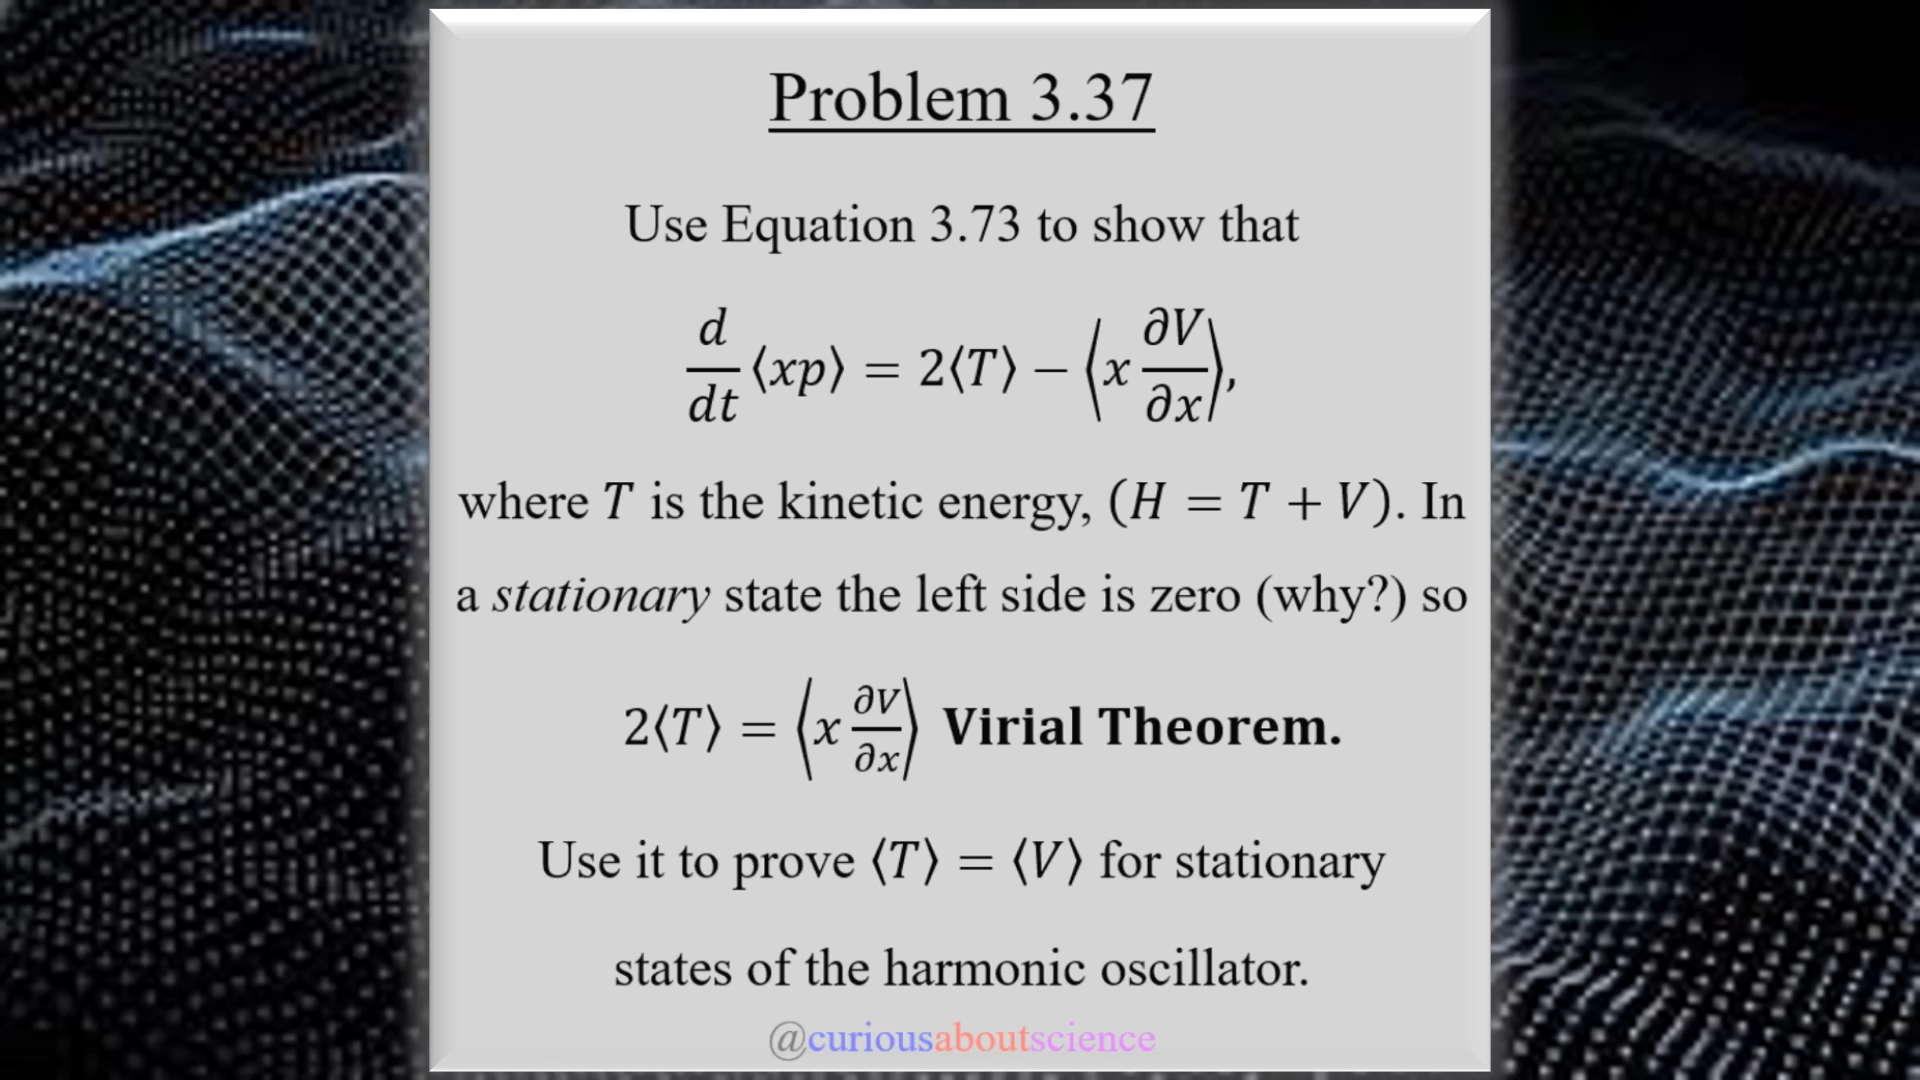 Problem 3.37
Use Equation 3.73 to show that
d/dt ⟨xp⟩ = 2⟨T⟩ − ⟨x ∂V/∂x⟩,
where T is the kinetic energy, (H = T + V). In
a stationary state the left side is zero (why?) so
2⟨T⟩ = ⟨x ∂V/∂x⟩ Virial Theorem.
Use it to prove ⟨T⟩ = ⟨V⟩ for stationary
states of the harmonic oscillator.
@curiousaboutscience